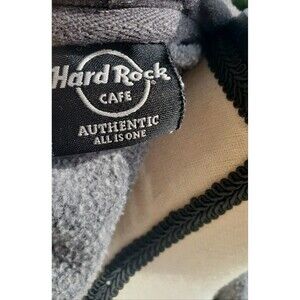 Hard Rock
CAFE
AUTHENTIC
ALL IS ONE